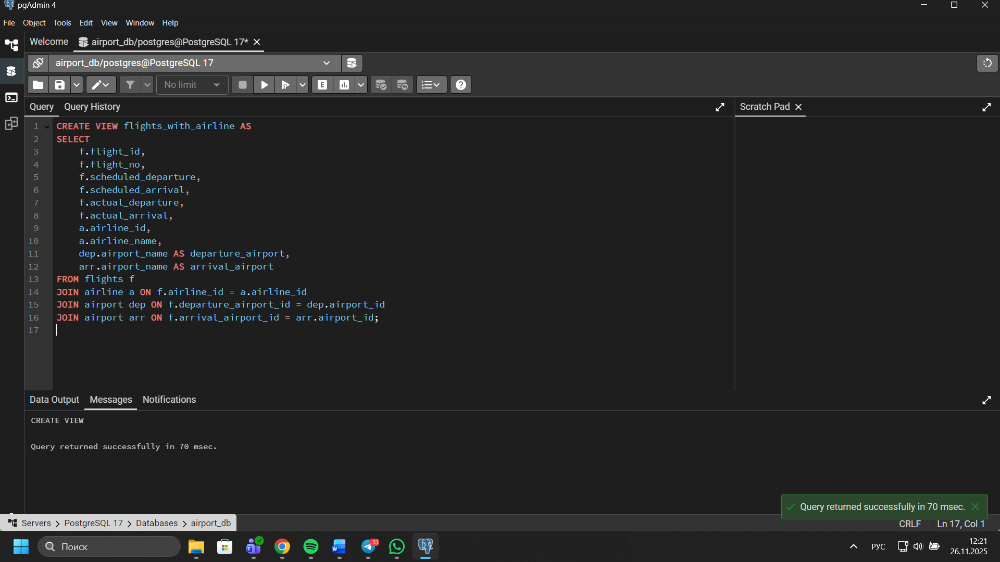 pgAdmin 4
File Object Tools Edit View Window Help
Welcome airport_db/postgres@PostgreSQL 17*
airport_db/postgres@PostgreSQL 17
No limit
Query Query History
Scratch Pad
1 CREATE VIEW flights_with_airline AS
2 SELECT
3 f.flight_id,
4 f.flight_no,
5 f.scheduled_departure,
6 f.scheduled_arrival,
7 f.actual_departure,
8 f.actual_arrival,
9 a.airline_id,
10 a.airline_name,
11 dep.airport_name AS departure_airport,
12 arr.airport_name AS arrival_airport
13 FROM flights f
14 JOIN airline a ON f.airline_id = a.airline_id
15 JOIN airport dep ON f.departure_airport_id = dep.airport_id
16 JOIN airport arr ON f.arrival_airport_id = arr.airport_id;
17
Data Output Messages Notifications
CREATE VIEW
Query returned successfully in 70 msec.
Query returned successfully in 70 msec.
Servers > PostgreSQL 17 > Databases > airport_db
CRLF Ln 17, Col 1
Поиск
.03
РУС
12:21
26.11.2025